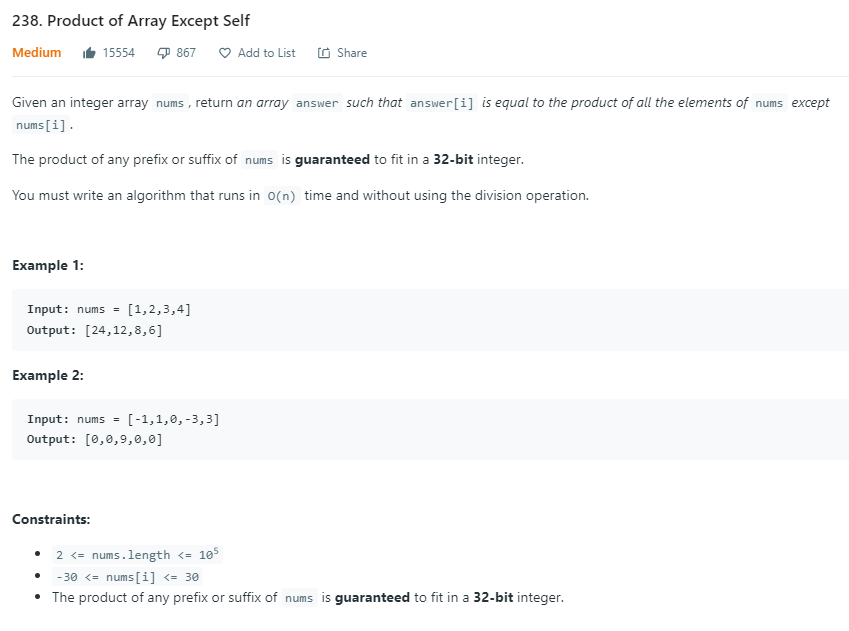 238. Product of Array Except Self
Medium 15554 867 Add to List Share
Given an integer array nums, return an array answer such that answer[i] is equal to the product of all the elements of nums except
nums[i].
The product of any prefix or suffix of nums is guaranteed to fit in a 32-bit integer.
You must write an algorithm that runs in O(n) time and without using the division operation.
Example 1:
Input: nums = [1,2,3,4]
Output: [24,12,8,6]
Example 2:
Input: nums = [-1,1,0,-3,3]
Output: [0,0,9,0,0]
Constraints:
• 2 <= nums.length <= 10⁵
• -30 <= nums[i] <= 30
• The product of any prefix or suffix of nums is guaranteed to fit in a 32-bit integer.